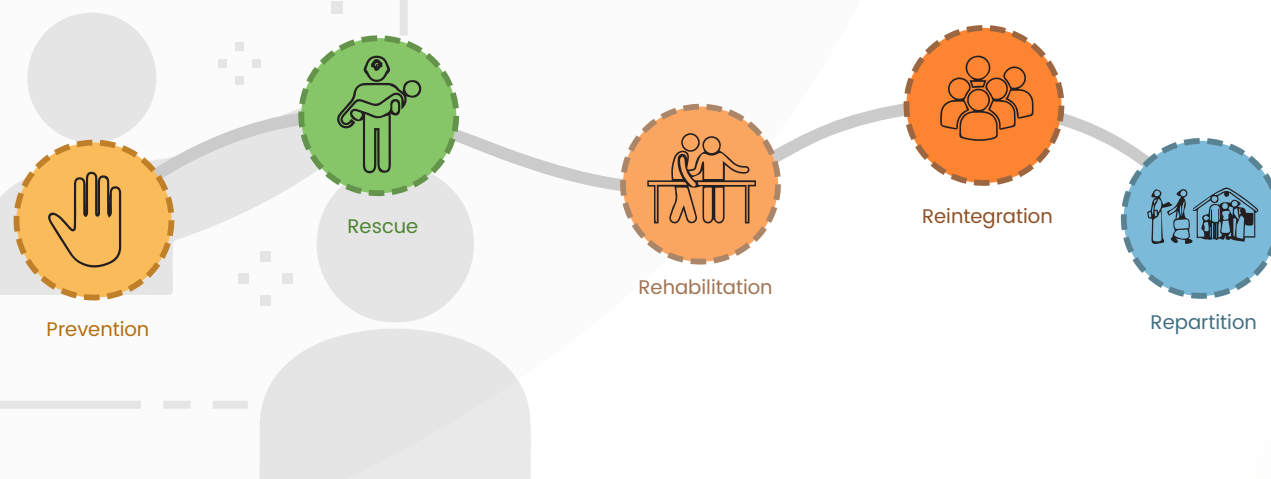 Prevention
Rescue
Rehabilitation
Reintegration
Repartition